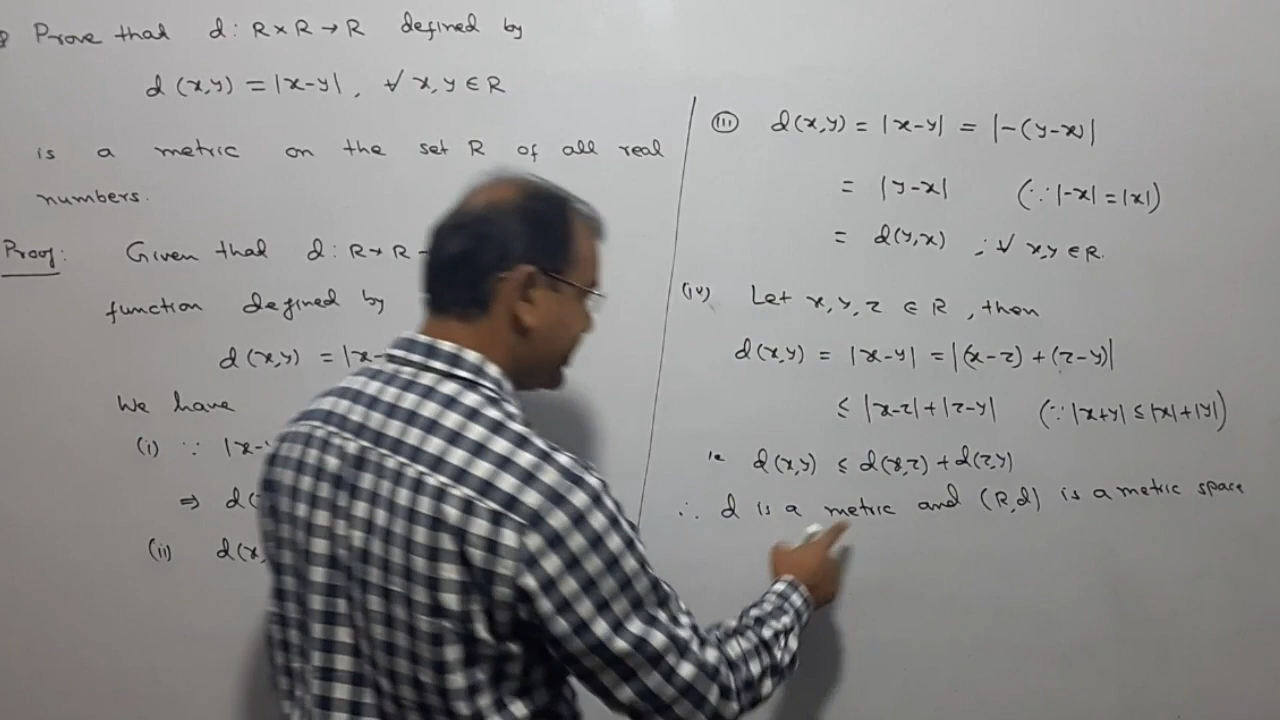 Prove that d: R×R→R defined by
d(x,y) = |x-y|, ∀ x,y ∈ R
is a metric on the set R of all real
numbers.
Proof: Given that d: R×R
function defined by
d(x,y) = |x-
We have
(i) ∵ |x-
⇒ d(
(ii) d(x,
(iii) d(x,y) = |x-y| = |-(y-x)|
= |y-x| (∵ |-x| = |x|)
= d(y,x) ; ∀ x,y ∈ R.
(iv) Let x, y, z ∈ R, then
d(x,y) = |x-y| = |(x-z)+(z-y)|
≤ |x-z|+|z-y| (∵ |x+y| ≤ |x|+|y|)
ie d(x,y) ≤ d(x,z)+d(z,y)
∴ d is a metric and (R,d) is a metric space